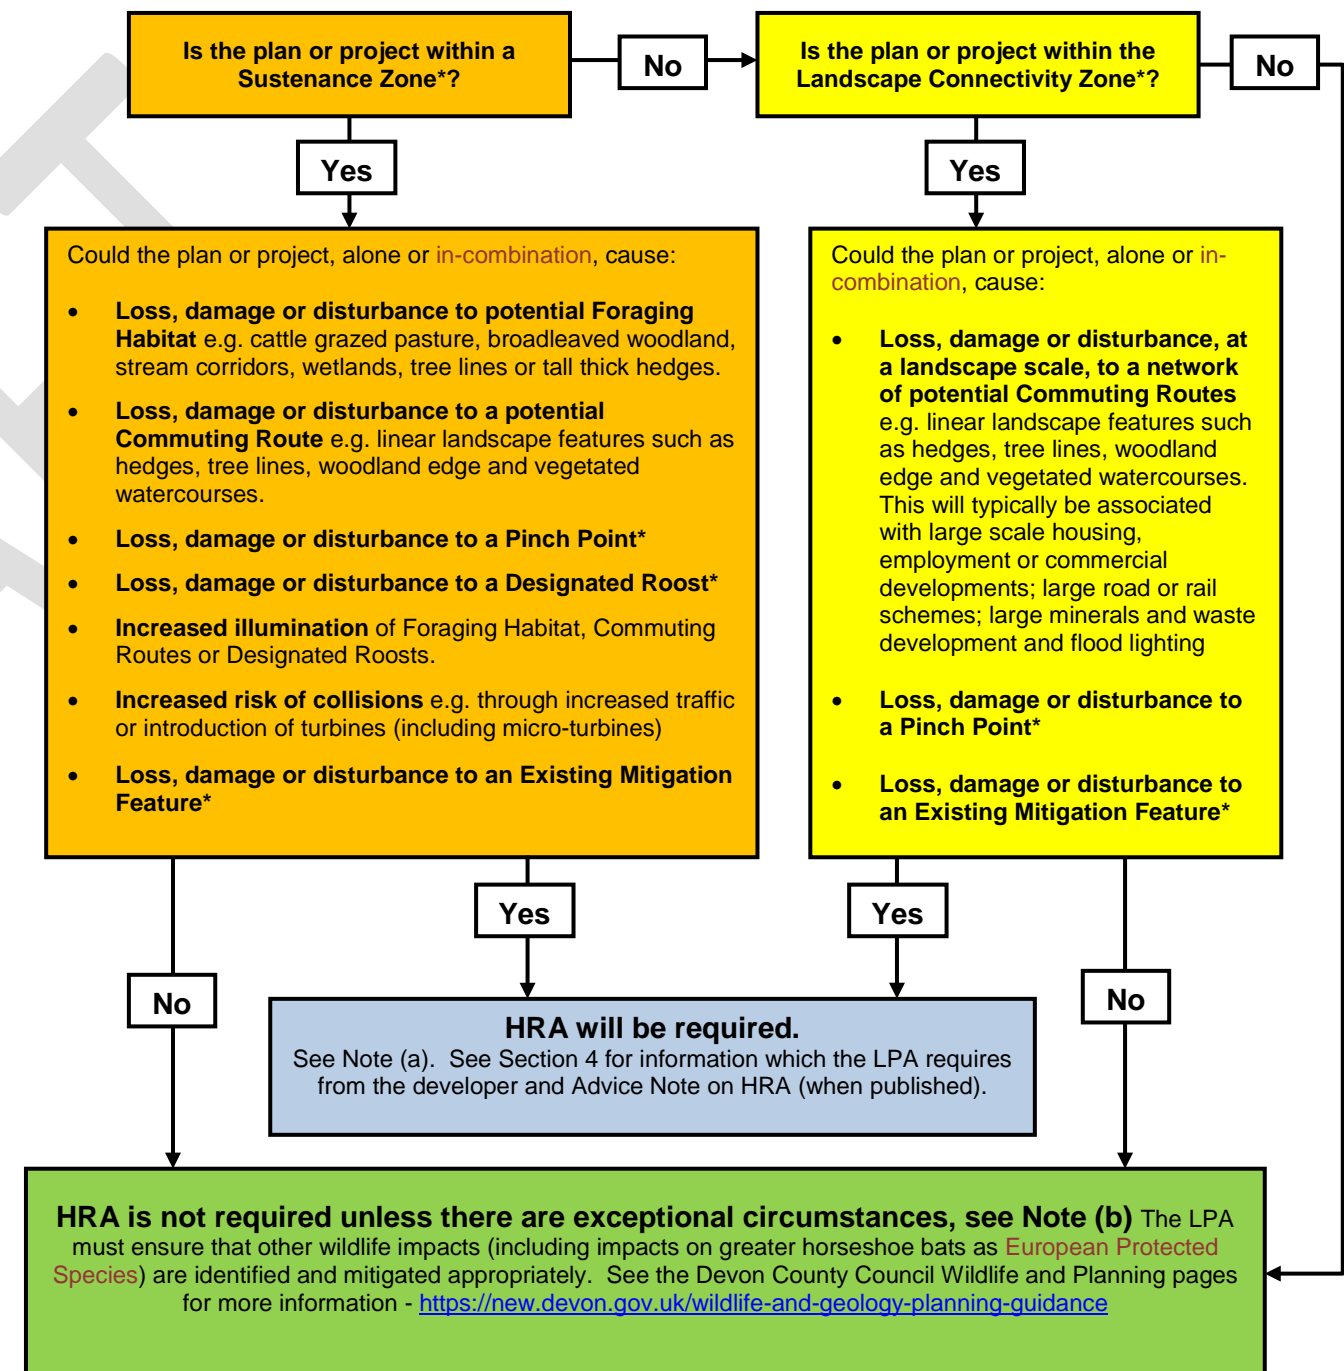 Is the plan or project within a
Sustenance Zone*?
No
Is the plan or project within the
Landscape Connectivity Zone*?
No
Yes
Yes
Could the plan or project, alone or in-combination, cause:
• Loss, damage or disturbance to potential Foraging
Habitat e.g. cattle grazed pasture, broadleaved woodland,
stream corridors, wetlands, tree lines or tall thick hedges.
• Loss, damage or disturbance to a potential
Commuting Route e.g. linear landscape features such as
hedges, tree lines, woodland edge and vegetated
watercourses.
• Loss, damage or disturbance to a Pinch Point*
• Loss, damage or disturbance to a Designated Roost*
• Increased illumination of Foraging Habitat, Commuting
Routes or Designated Roosts.
• Increased risk of collisions e.g. through increased traffic
or introduction of turbines (including micro-turbines)
• Loss, damage or disturbance to an Existing Mitigation
Feature*
Could the plan or project, alone or in-
combination, cause:
• Loss, damage or disturbance, at
a landscape scale, to a network
of potential Commuting Routes
e.g. linear landscape features such
as hedges, tree lines, woodland
edge and vegetated watercourses.
This will typically be associated
with large scale housing,
employment or commercial
developments; large road or rail
schemes; large minerals and waste
development and flood lighting
• Loss, damage or disturbance to
a Pinch Point*
• Loss, damage or disturbance to
an Existing Mitigation Feature*
Yes
Yes
No
No
HRA will be required.
See Note (a). See Section 4 for information which the LPA requires
from the developer and Advice Note on HRA (when published).
HRA is not required unless there are exceptional circumstances, see Note (b) The LPA
must ensure that other wildlife impacts (including impacts on greater horseshoe bats as European Protected
Species) are identified and mitigated appropriately. See the Devon County Council Wildlife and Planning pages
for more information - https://new.devon.gov.uk/wildlife-and-geology-planning-guidance